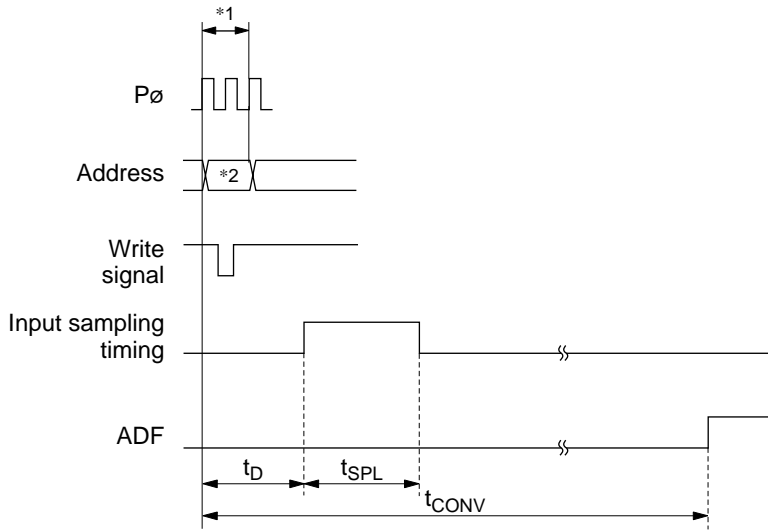 *1
Pø
Address
*2
Write
signal
Input sampling
timing
ADF
tD
tSPL
tCONV